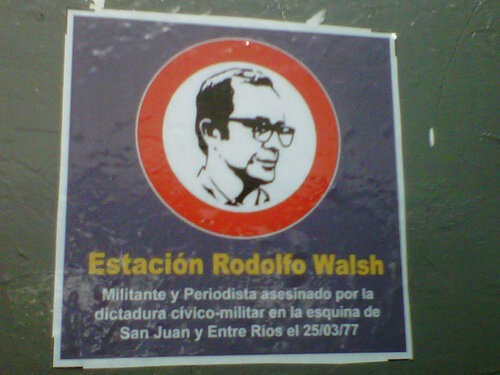 Estación Rodolfo Walsh
Militante y Periodista asesinado por la
dictadura cívico-militar en la esquina de
San Juan y Entre Ríos el 25/03/77